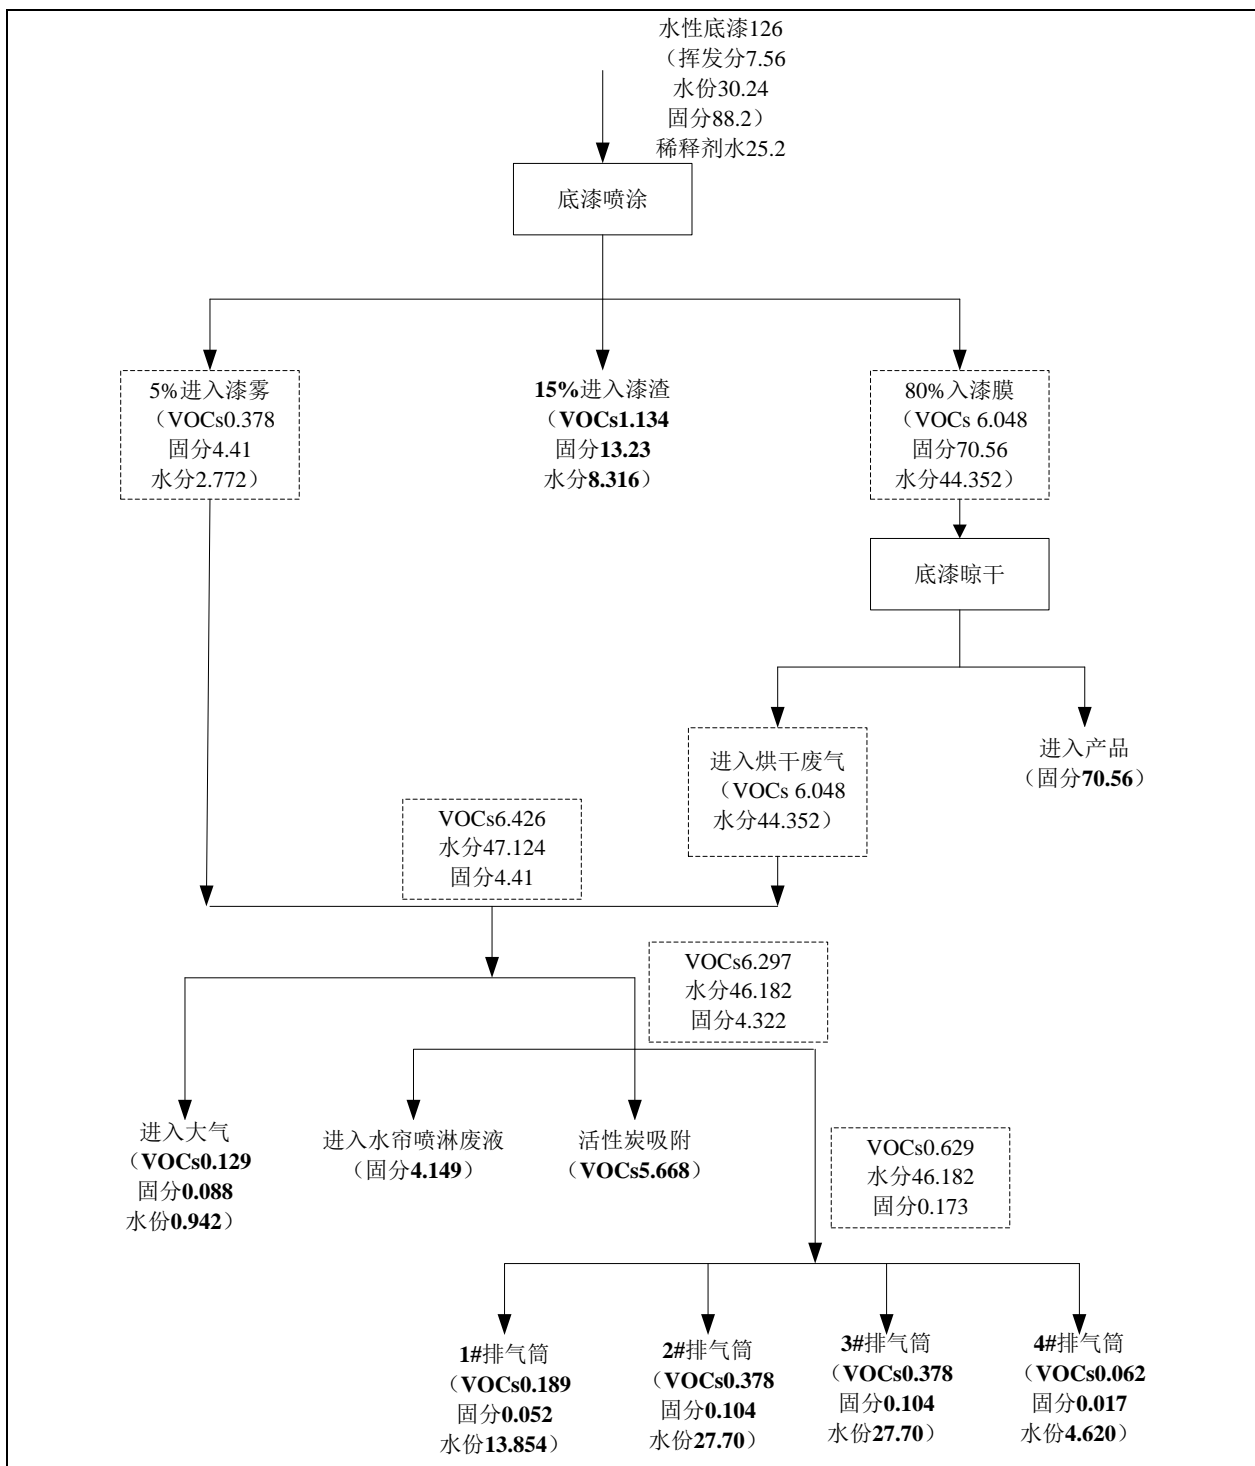 水性底漆126
（挥发分7.56
水份30.24
固分88.2）
稀释剂水25.2
底漆喷涂
5%进入漆雾
（VOCs0.378
固分4.41
水分2.772）
15%进入漆渣
（VOCs1.134
固分13.23
水分8.316）
80%入漆膜
（VOCs 6.048
固分70.56
水分44.352）
底漆晾干
进入烘干废气
（VOCs 6.048
水分44.352）
进入产品
（固分70.56）
VOCs6.426
水分47.124
固分4.41
VOCs6.297
水分46.182
固分4.322
进入大气
（VOCs0.129
固分0.088
水份0.942）
进入水帘喷淋废液
（固分4.149）
活性炭吸附
（VOCs5.668）
VOCs0.629
水分46.182
固分0.173
1#排气筒
（VOCs0.189
固分0.052
水份13.854）
2#排气筒
（VOCs0.378
固分0.104
水份27.70）
3#排气筒
（VOCs0.378
固分0.104
水份27.70）
4#排气筒
（VOCs0.062
固分0.017
水份4.620）